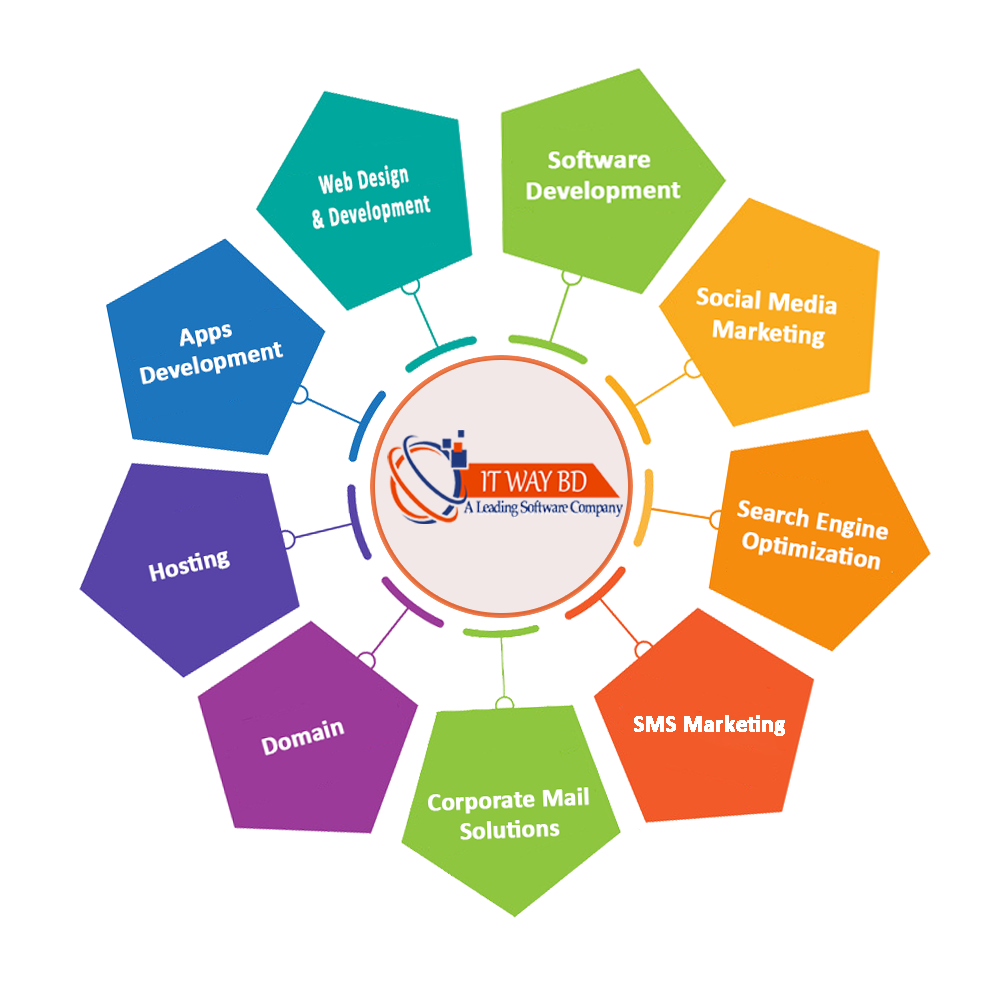 Web Design
& Development
Software
Development
Social Media
Marketing
Search Engine
Optimization
SMS Marketing
Corporate Mail
Solutions
Domain
Hosting
Apps
Development
IT WAY BD
A Leading Software Company